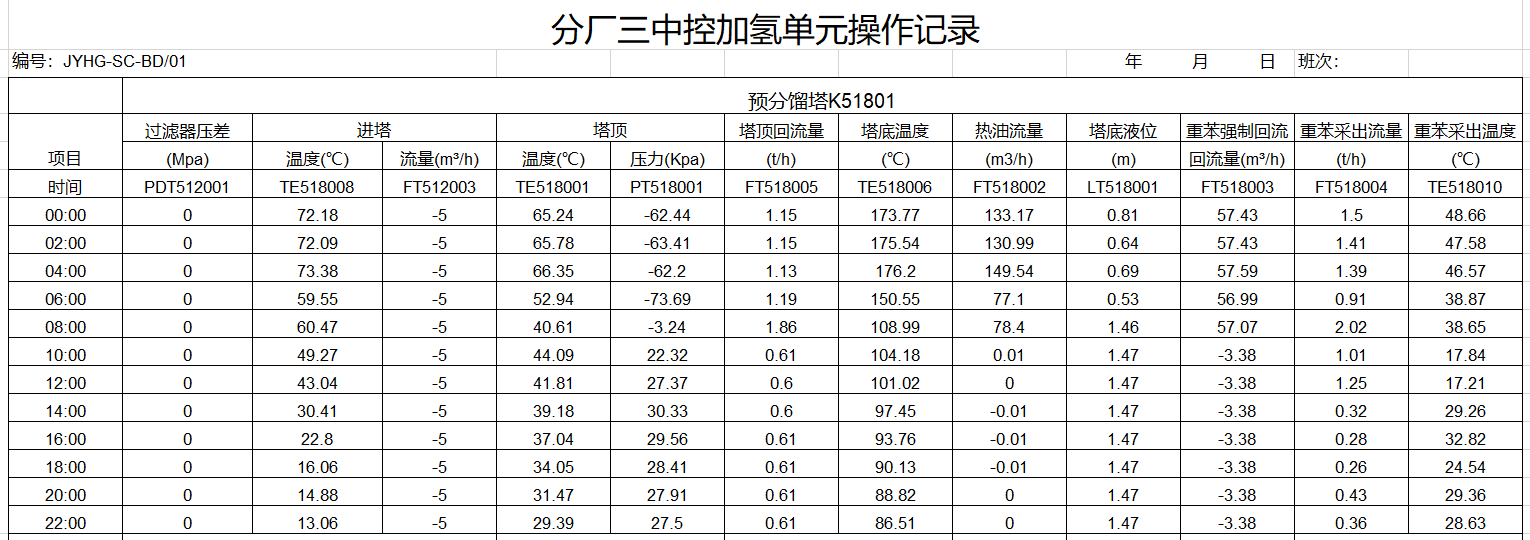 分厂三中控加氢单元操作记录
编号：JYHG-SC-BD/01 年 月 日 班次：
预分馏塔K51801
过滤器压差 进塔 塔顶 塔顶回流量 塔底温度 热油流量 塔底液位 重苯强制回流 重苯采出流量 重苯采出温度
项目 (Mpa) 温度(℃) 流量(m³/h) 温度(℃) 压力(Kpa) (t/h) (℃) (m3/h) (m) 回流量(m³/h) (t/h) (℃)
时间 PDT512001 TE518008 FT512003 TE518001 PT518001 FT518005 TE518006 FT518002 LT518001 FT518003 FT518004 TE518010
00:00 0 72.18 -5 65.24 -62.44 1.15 173.77 133.17 0.81 57.43 1.5 48.66
02:00 0 72.09 -5 65.78 -63.41 1.15 175.54 130.99 0.64 57.43 1.41 47.58
04:00 0 73.38 -5 66.35 -62.2 1.13 176.2 149.54 0.69 57.59 1.39 46.57
06:00 0 59.55 -5 52.94 -73.69 1.19 150.55 77.1 0.53 56.99 0.91 38.87
08:00 0 60.47 -5 40.61 -3.24 1.86 108.99 78.4 1.46 57.07 2.02 38.65
10:00 0 49.27 -5 44.09 22.32 0.61 104.18 0.01 1.47 -3.38 1.01 17.84
12:00 0 43.04 -5 41.81 27.37 0.6 101.02 0 1.47 -3.38 1.25 17.21
14:00 0 30.41 -5 39.18 30.33 0.6 97.45 -0.01 1.47 -3.38 0.32 29.26
16:00 0 22.8 -5 37.04 29.56 0.61 93.76 -0.01 1.47 -3.38 0.28 32.82
18:00 0 16.06 -5 34.05 28.41 0.61 90.13 -0.01 1.47 -3.38 0.26 24.54
20:00 0 14.88 -5 31.47 27.91 0.61 88.82 0 1.47 -3.38 0.43 29.36
22:00 0 13.06 -5 29.39 27.5 0.61 86.51 0 1.47 -3.38 0.36 28.63